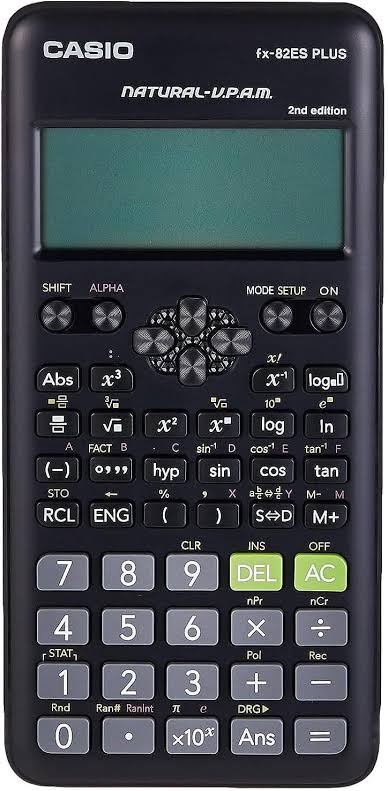 CASIO fx-82ES PLUS
NATURAL-V.P.A.M.
2nd edition
SHIFT ALPHA MODE SETUP ON
: x!
Abs x³ x⁻¹ log▬▯
■▬/▯ ³√▬ ■√▯ 10■ e■
▬/▯ √▬ x² x■ log ln
A FACT B C sin⁻¹ D cos⁻¹ E tan⁻¹ F
(−) °,,, hyp sin cos tan
STO ← % , X a b/c⇔d/c Y M− M
RCL ENG ( ) S⇔D M+
CLR INS OFF
7 8 9 DEL AC
nPr nCr
4 5 6 × ÷
STAT Pol Rec
1 2 3 + −
Rnd Ran# RanInt π e DRG▶
0 • ×10ˣ Ans =